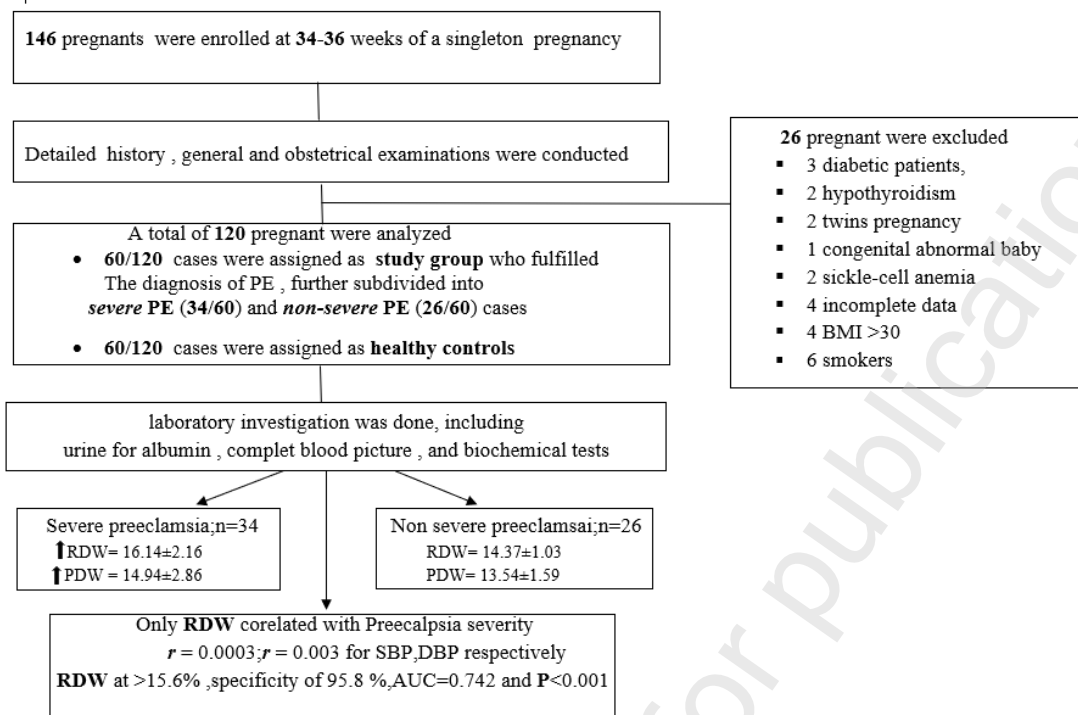 146 pregnants were enrolled at 34-36 weeks of a singleton pregnancy
Detailed history , general and obstetrical examinations were conducted
26 pregnant were excluded
▪ 3 diabetic patients,
▪ 2 hypothyroidism
▪ 2 twins pregnancy
▪ 1 congenital abnormal baby
▪ 2 sickle-cell anemia
▪ 4 incomplete data
▪ 4 BMI >30
▪ 6 smokers
A total of 120 pregnant were analyzed
• 60/120 cases were assigned as study group who fulfilled
The diagnosis of PE , further subdivided into
severe PE (34/60) and non-severe PE (26/60) cases
• 60/120 cases were assigned as healthy controls
laboratory investigation was done, including
urine for albumin , complet blood picture , and biochemical tests
Severe preeclamsia;n=34
⬆RDW= 16.14±2.16
⬆PDW = 14.94±2.86
Non severe preeclamsai;n=26
RDW= 14.37±1.03
PDW= 13.54±1.59
Only RDW corelated with Preecalpsia severity
r = 0.0003;r = 0.003 for SBP,DBP respectively
RDW at >15.6% ,specificity of 95.8 %,AUC=0.742 and P<0.001
for publication